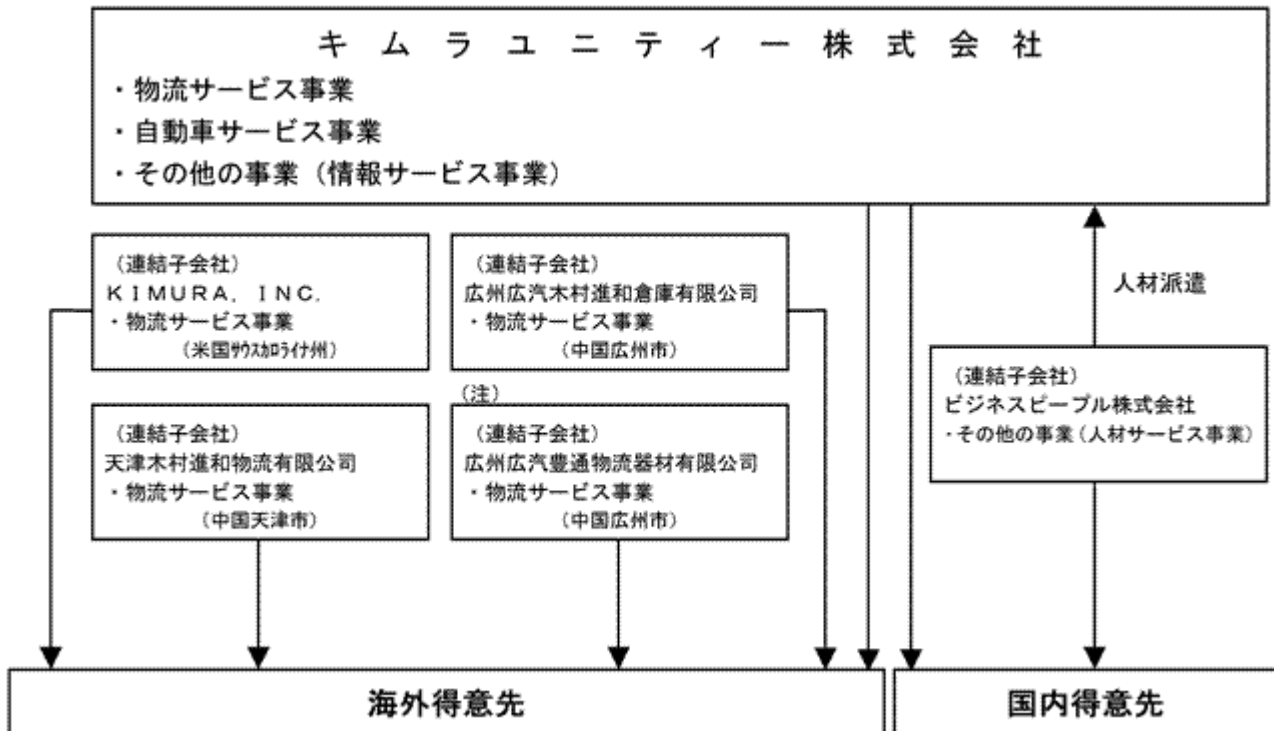 キムラユニティー株式会社
・物流サービス事業
・自動車サービス事業
・その他の事業（情報サービス事業）
（連結子会社）
ＫＩＭＵＲＡ，ＩＮＣ．
・物流サービス事業
（米国ｻｳｽｶﾛﾗｲﾅ州）
（連結子会社）
広州広汽木村進和倉庫有限公司
・物流サービス事業
（中国広州市）
人材派遣
（連結子会社）
ビジネスピープル株式会社
・その他の事業（人材サービス事業）
（連結子会社）
天津木村進和物流有限公司
・物流サービス事業
（中国天津市）
（注）
（連結子会社）
広州広汽豊通物流器材有限公司
・物流サービス事業
（中国広州市）
海外得意先
国内得意先